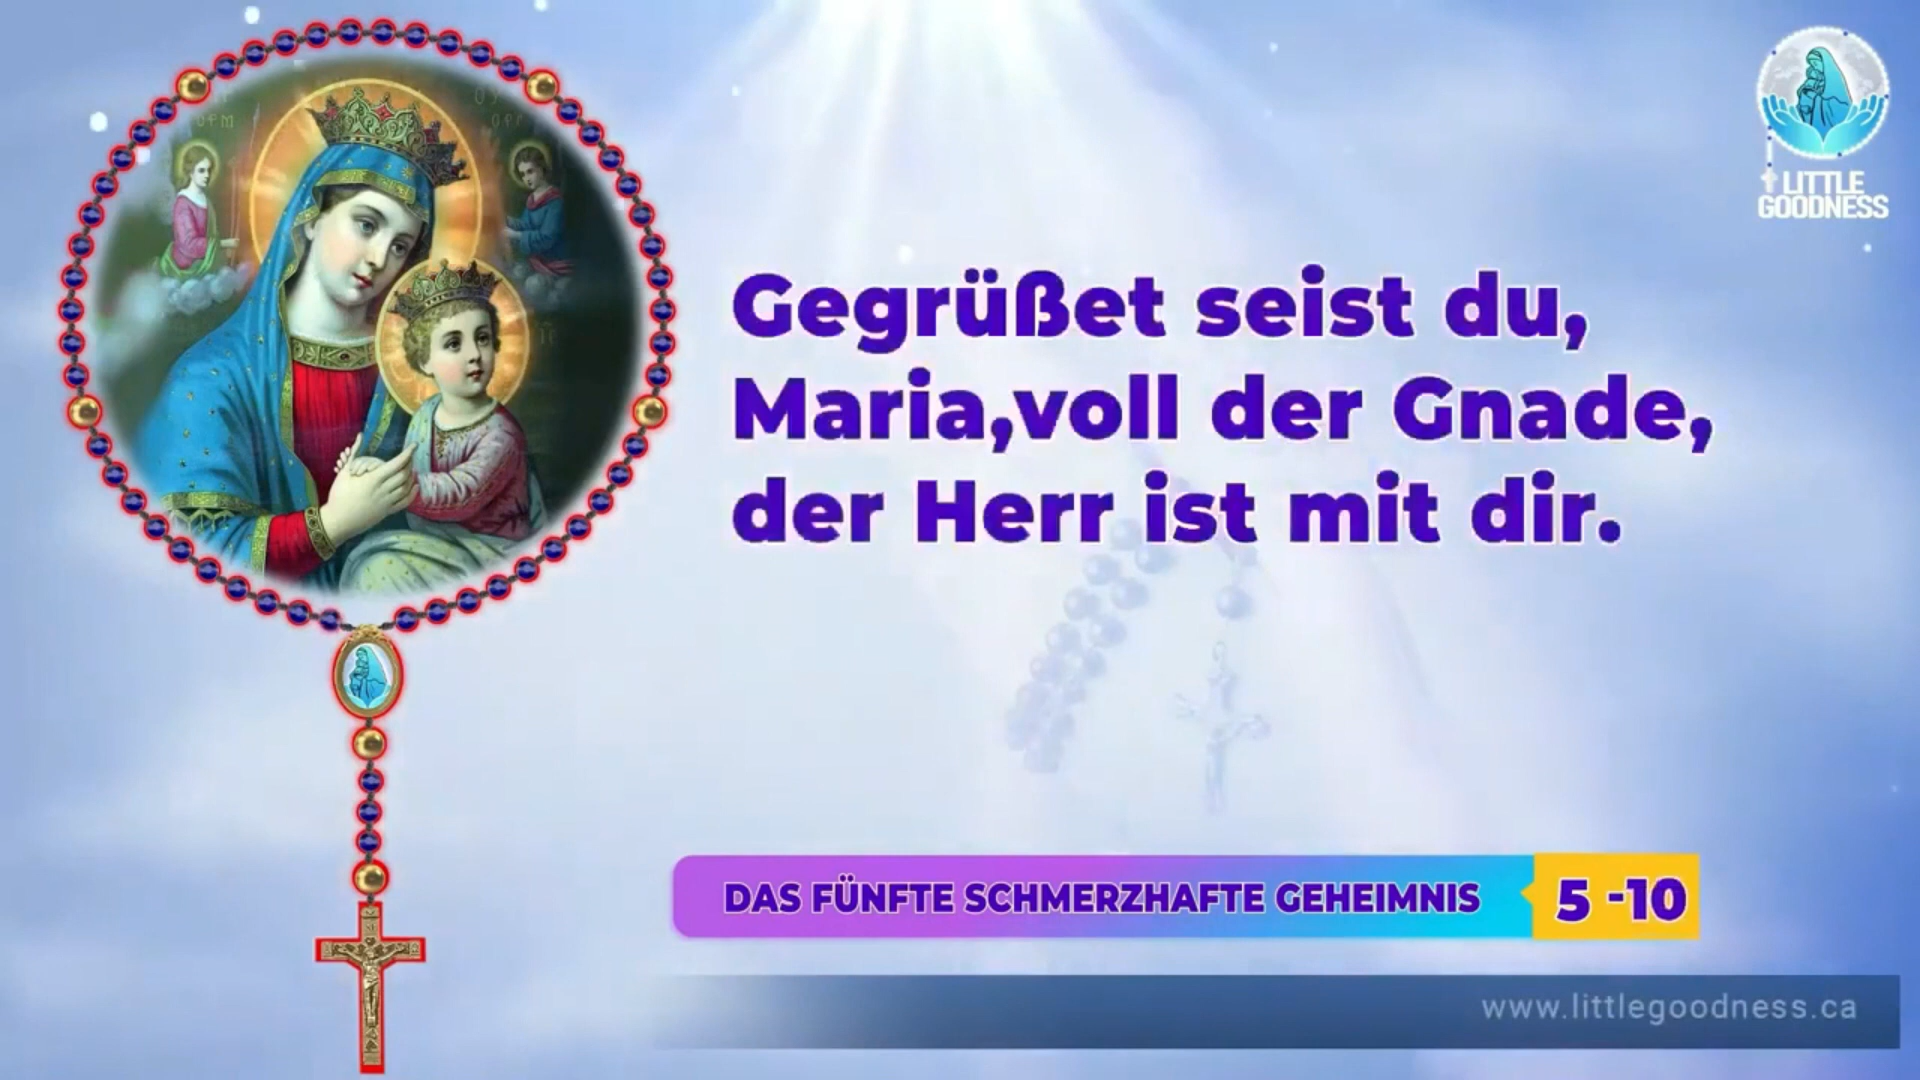 LITTLE
GOODNESS
Gegrüßet seist du,
Maria,voll der Gnade,
der Herr ist mit dir.
DAS FÜNFTE SCHMERZHAFTE GEHEIMNIS
5 -10
www.littlegoodness.ca